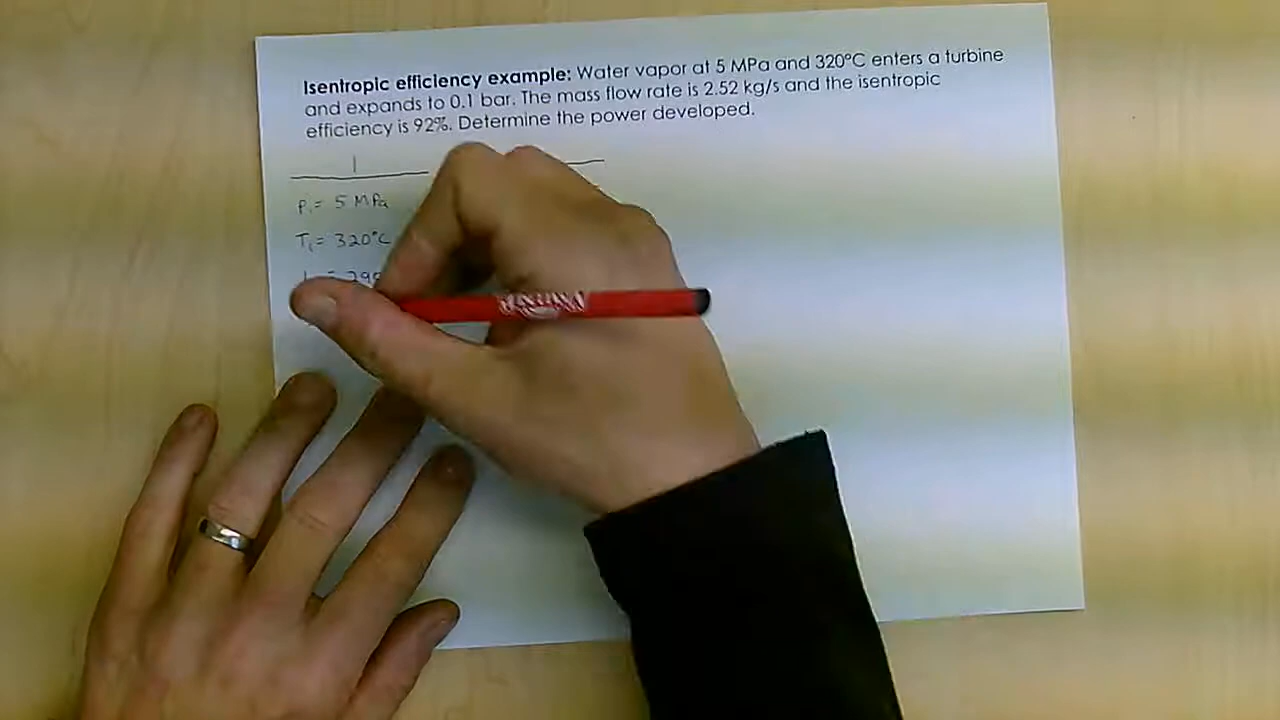 Isentropic efficiency example: Water vapor at 5 MPa and 320°C enters a turbine
and expands to 0.1 bar. The mass flow rate is 2.52 kg/s and the isentropic
efficiency is 92%. Determine the power developed.
1
P₁= 5 MPa
T₁= 320°C